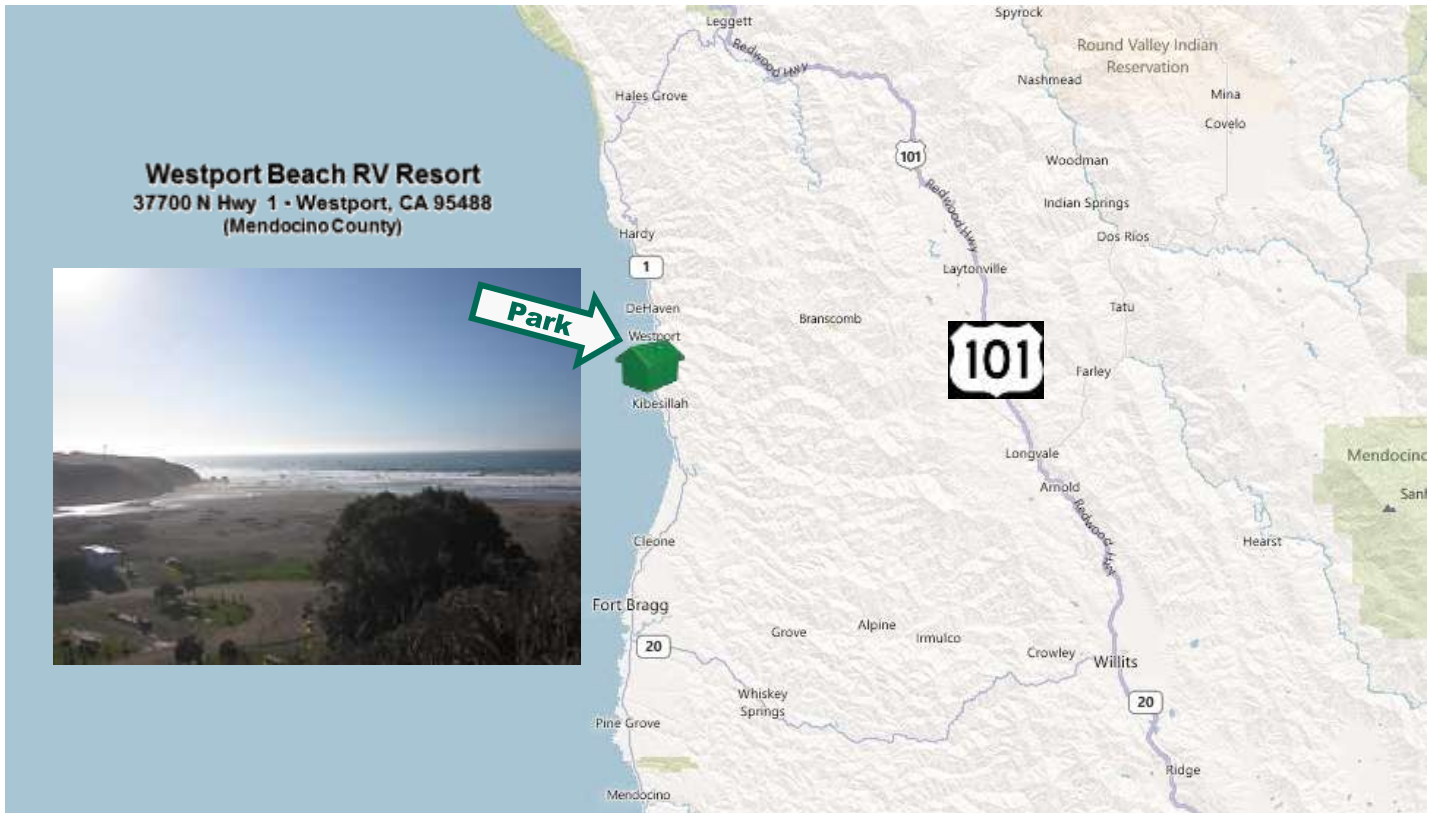 Leggett
Spyrock
Redwood Hwy
Round Valley Indian
Reservation
Nashmead
Hales Grove
Mina
Covelo
101
Woodman
Westport Beach RV Resort
37700 N Hwy 1 - Westport, CA 95488
(Mendocino County)
Redwood Hwy
Indian Springs
Hardy
Dos Rios
1
Laytonville
Park
DeHaven
Tatu
Branscomb
Westport
101
Farley
Kibesillah
Longvale
Mendocino
Arnold
San
Redwood Hwy
Cleone
Hearst
Fort Bragg
Grove
Alpine
Irmulco
20
Crowley
Willits
Whiskey
Springs
20
Pine Grove
Ridge
Mendocino